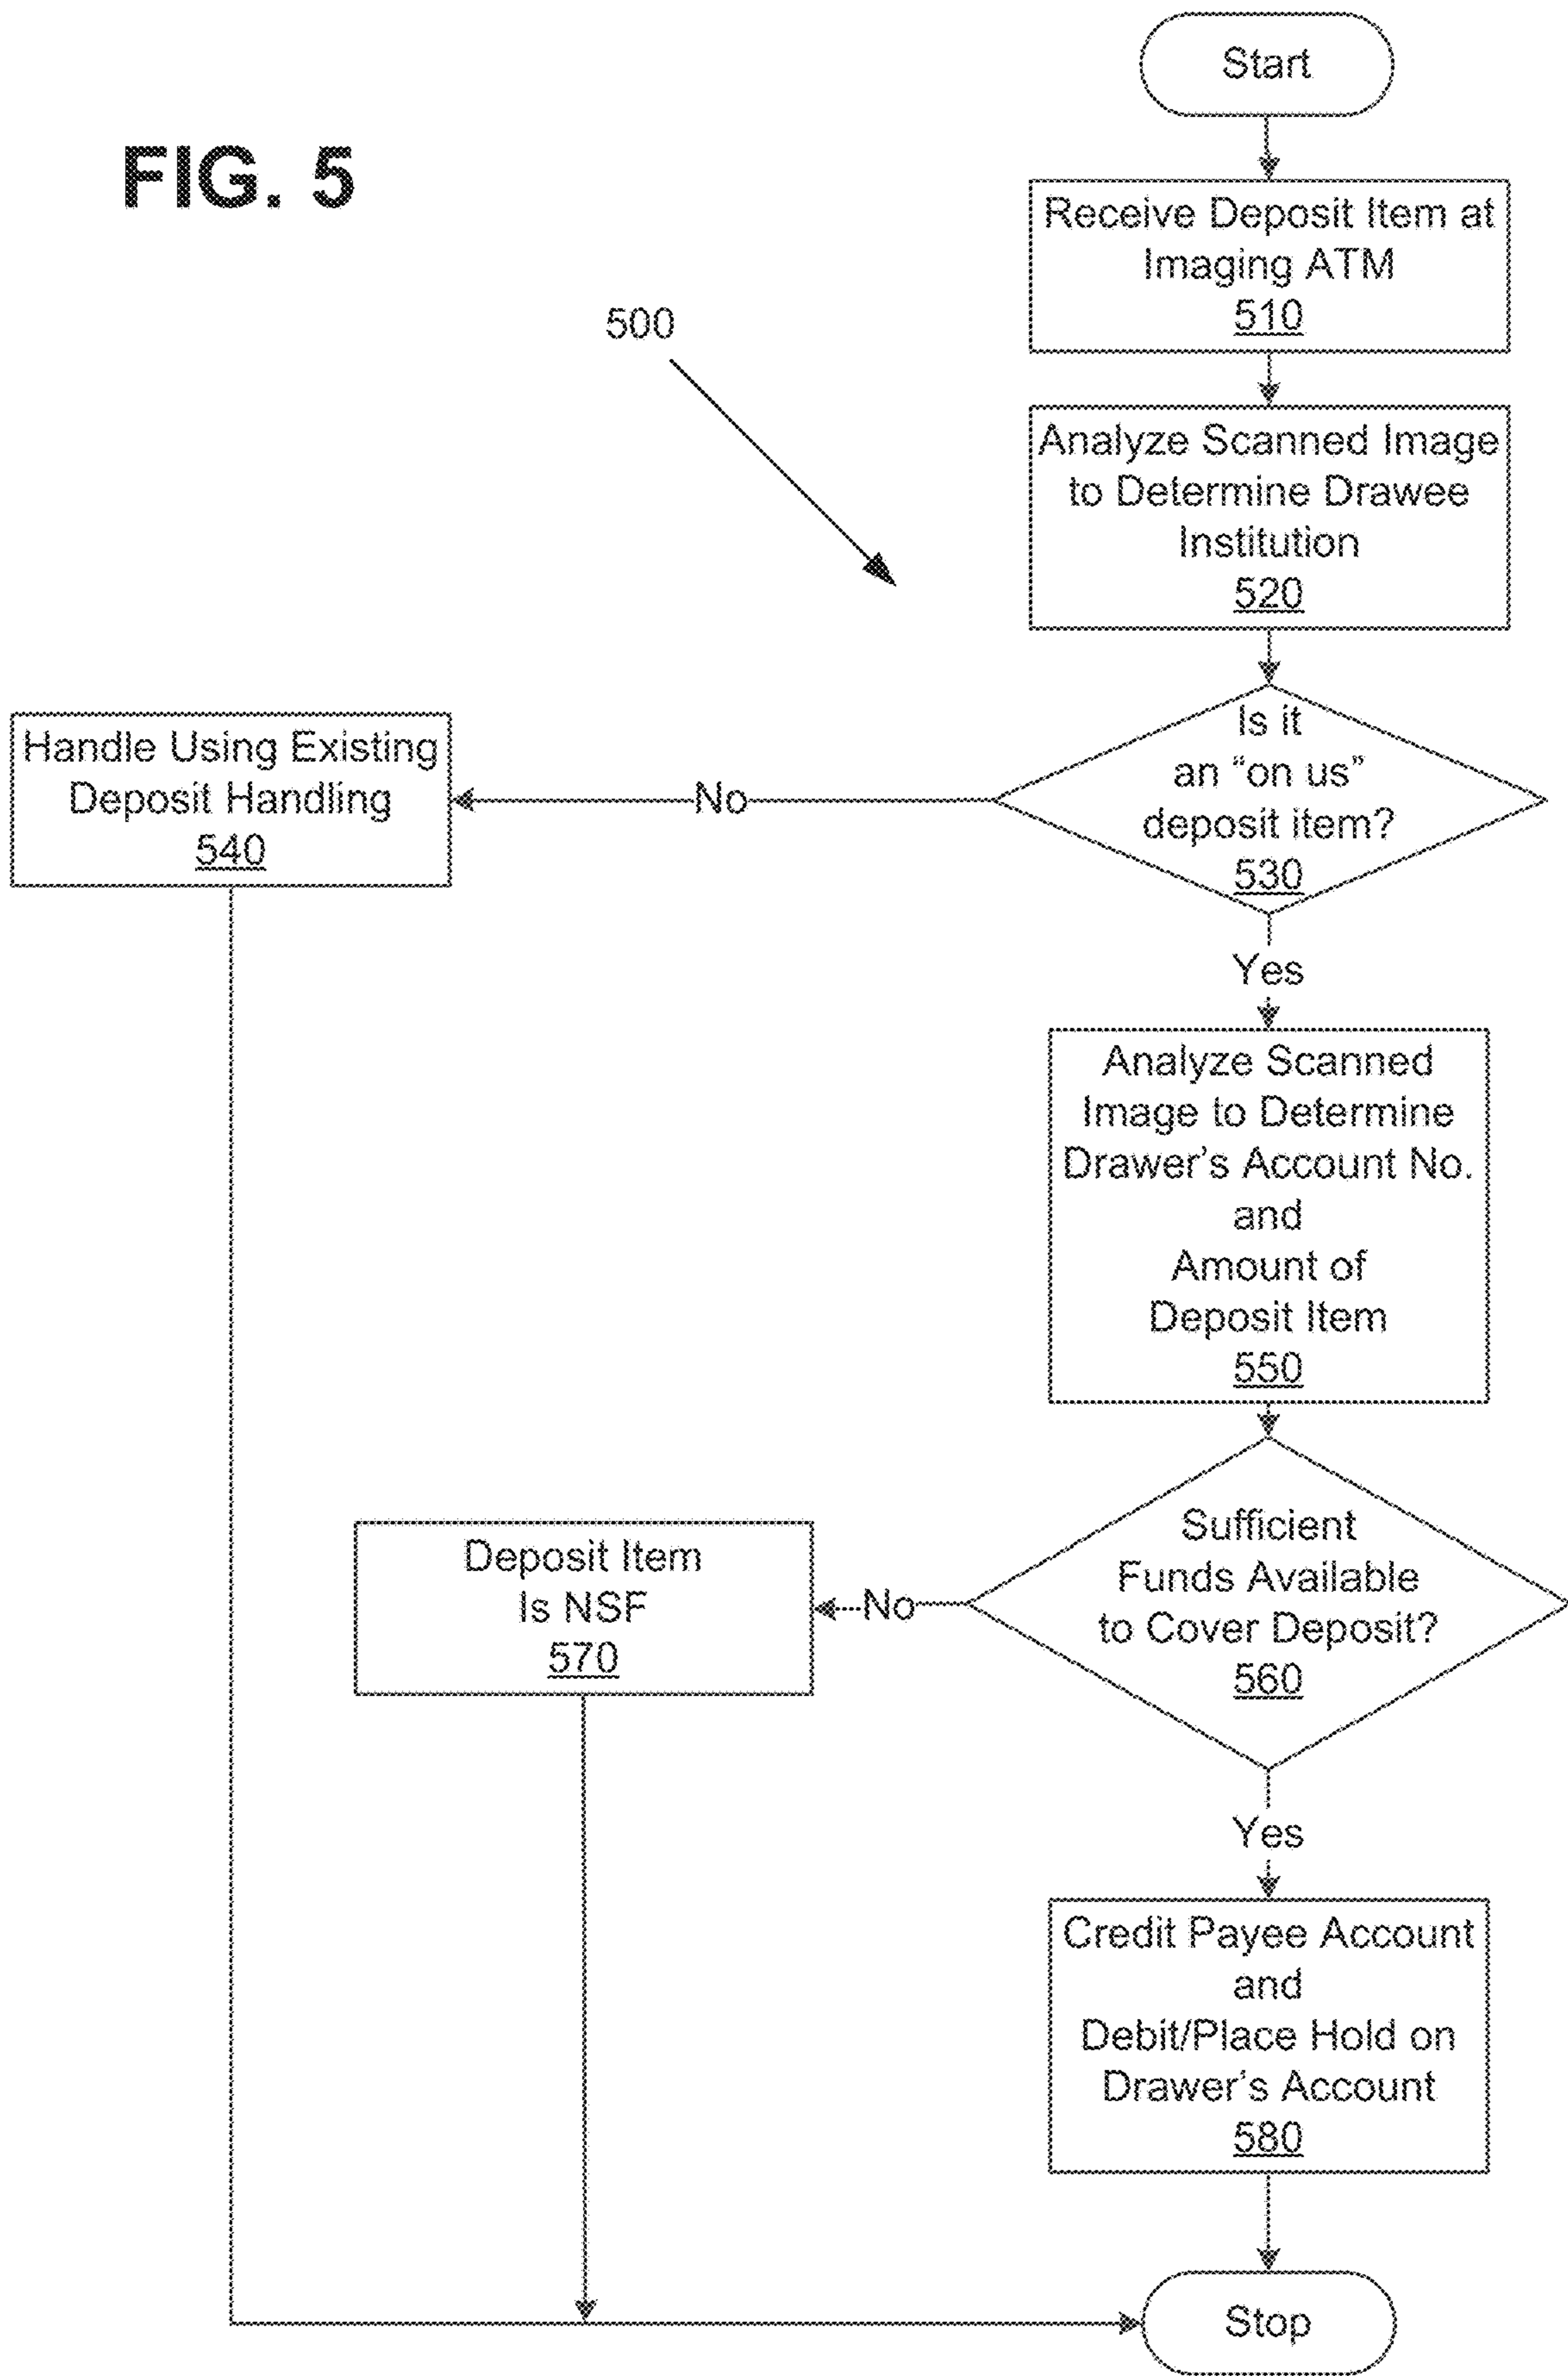 Start
FIG. 5
Receive Deposit Item at
Imaging ATM
510
500
Analyze Scanned Image
to Determine Drawee
Institution
520
Is it
an “on us”
deposit item?
530
No
Handle Using Existing
Deposit Handling
540
Yes
Analyze Scanned
Image to Determine
Drawer’s Account No.
and
Amount of
Deposit Item
550
Sufficient
Funds Available
to Cover Deposit?
560
No
Deposit Item
Is NSF
570
Yes
Credit Payee Account
and
Debit/Place Hold on
Drawer’s Account
580
Stop